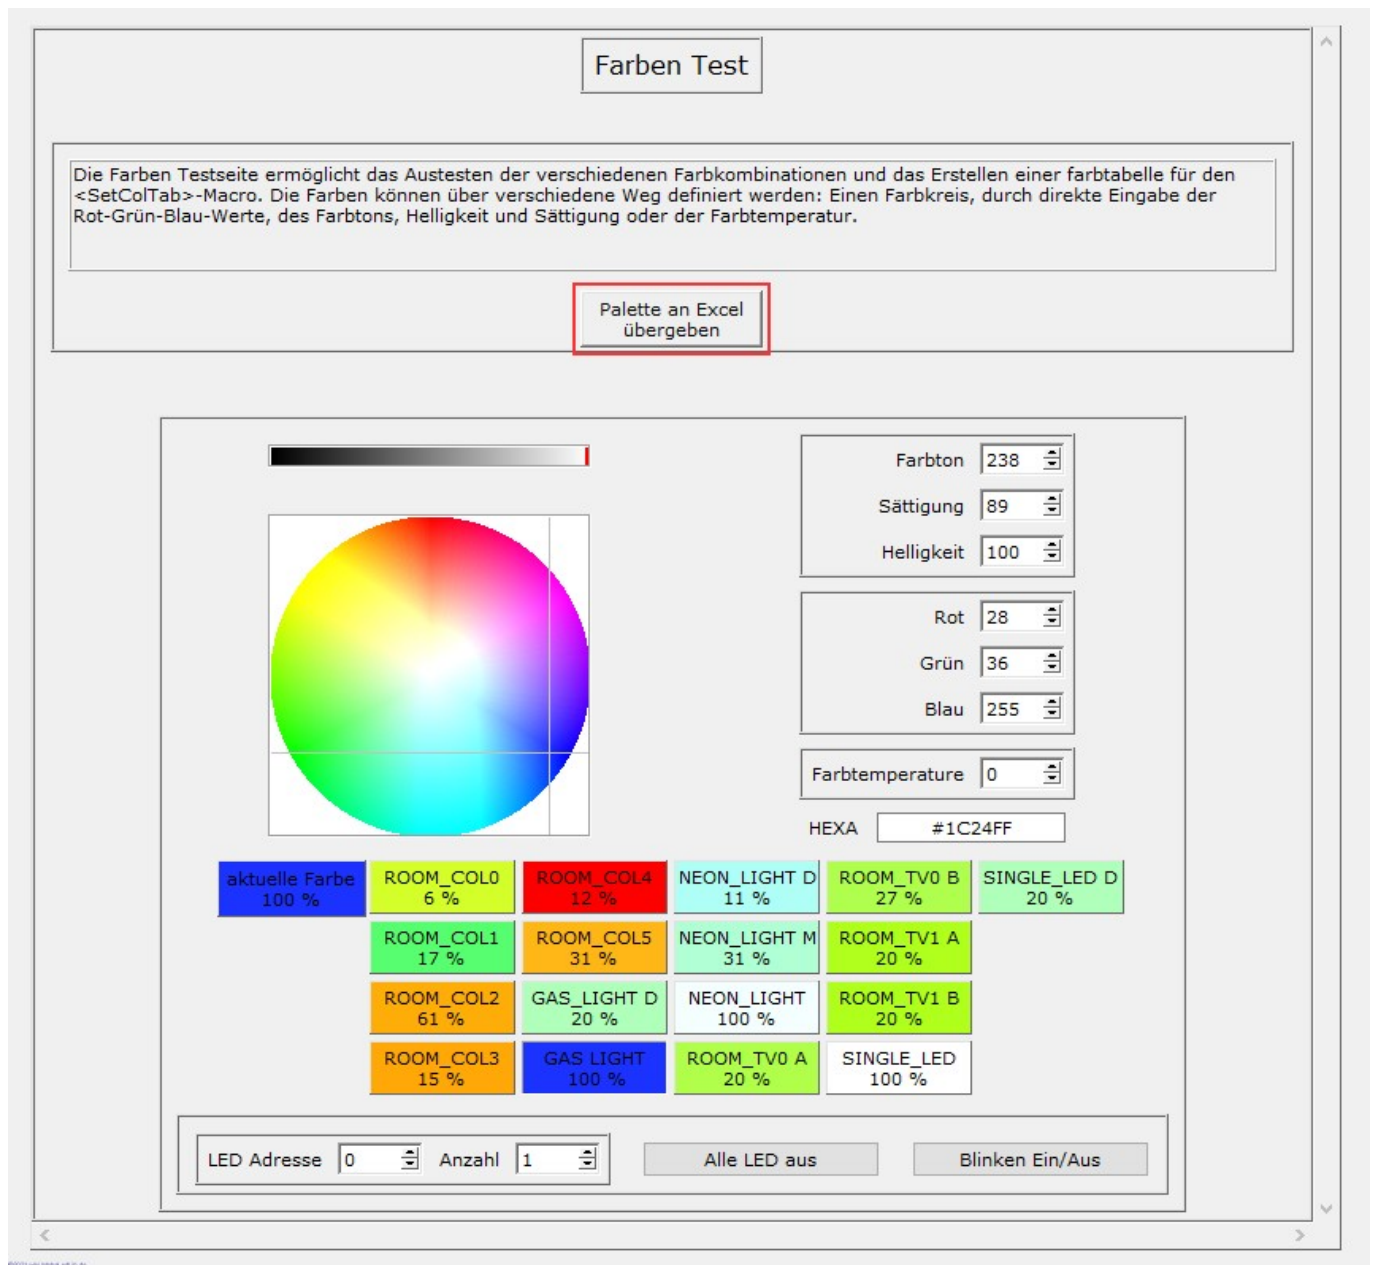 Farben Test
Die Farben Testseite ermöglicht das Austesten der verschiedenen Farbkombinationen und das Erstellen einer farbtabelle für den
<SetColTab>-Macro. Die Farben können über verschiedene Weg definiert werden: Einen Farbkreis, durch direkte Eingabe der
Rot-Grün-Blau-Werte, des Farbtons, Helligkeit und Sättigung oder der Farbtemperatur.
Palette an Excel
übergeben
Farbton 238
Sättigung 89
Helligkeit 100
Rot 28
Grün 36
Blau 255
Farbtemperature 0
HEXA #1C24FF
aktuelle Farbe ROOM_COL0 ROOM_COL4 NEON_LIGHT D ROOM_TV0 B SINGLE_LED D
100 % 6 % 12 % 11 % 27 % 20 %
ROOM_COL1 ROOM_COL5 NEON_LIGHT M ROOM_TV1 A
17 % 31 % 31 % 20 %
ROOM_COL2 GAS_LIGHT D NEON_LIGHT ROOM_TV1 B
61 % 20 % 100 % 20 %
ROOM_COL3 GAS LIGHT ROOM_TV0 A SINGLE_LED
15 % 100 % 20 % 100 %
LED Adresse 0 Anzahl 1 Alle LED aus Blinken Ein/Aus